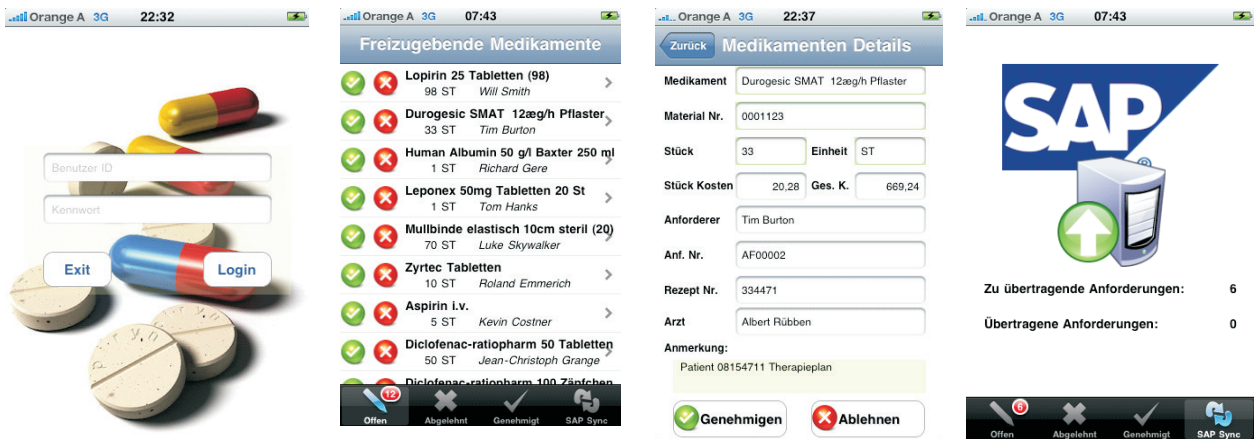 Orange A 3G 22:32
Benutzer ID
Kennwort
Exit Login
Orange A 3G 07:43
Freizugebende Medikamente
Lopirin 25 Tabletten (98)
98 ST Will Smith
Durogesic SMAT 12æg/h Pflaster
33 ST Tim Burton
Human Albumin 50 g/l Baxter 250 ml
1 ST Richard Gere
Leponex 50mg Tabletten 20 St
1 ST Tom Hanks
Mullbinde elastisch 10cm steril (20)
70 ST Luke Skywalker
Zyrtec Tabletten
10 ST Roland Emmerich
Aspirin i.v.
5 ST Kevin Costner
Diclofenac-ratiopharm 50 Tabletten
50 ST Jean-Christoph Grange
Diclofenac-ratiopharm 100 Zäpfchen
12
Offen Abgelehnt Genehmigt SAP Sync
Orange A 3G 22:37
Zurück Medikamenten Details
Medikament Durogesic SMAT 12æg/h Pflaster
Material Nr. 0001123
Stück 33 Einheit ST
Stück Kosten 20,28 Ges. K. 669,24
Anforderer Tim Burton
Anf. Nr. AF00002
Rezept Nr. 334471
Arzt Albert Rübben
Anmerkung:
Patient 08154711 Therapieplan
Genehmigen Ablehnen
Orange A 3G 07:43
SAP
®
Zu übertragende Anforderungen: 6
Übertragene Anforderungen: 0
6
Offen Abgelehnt Genehmigt SAP Sync